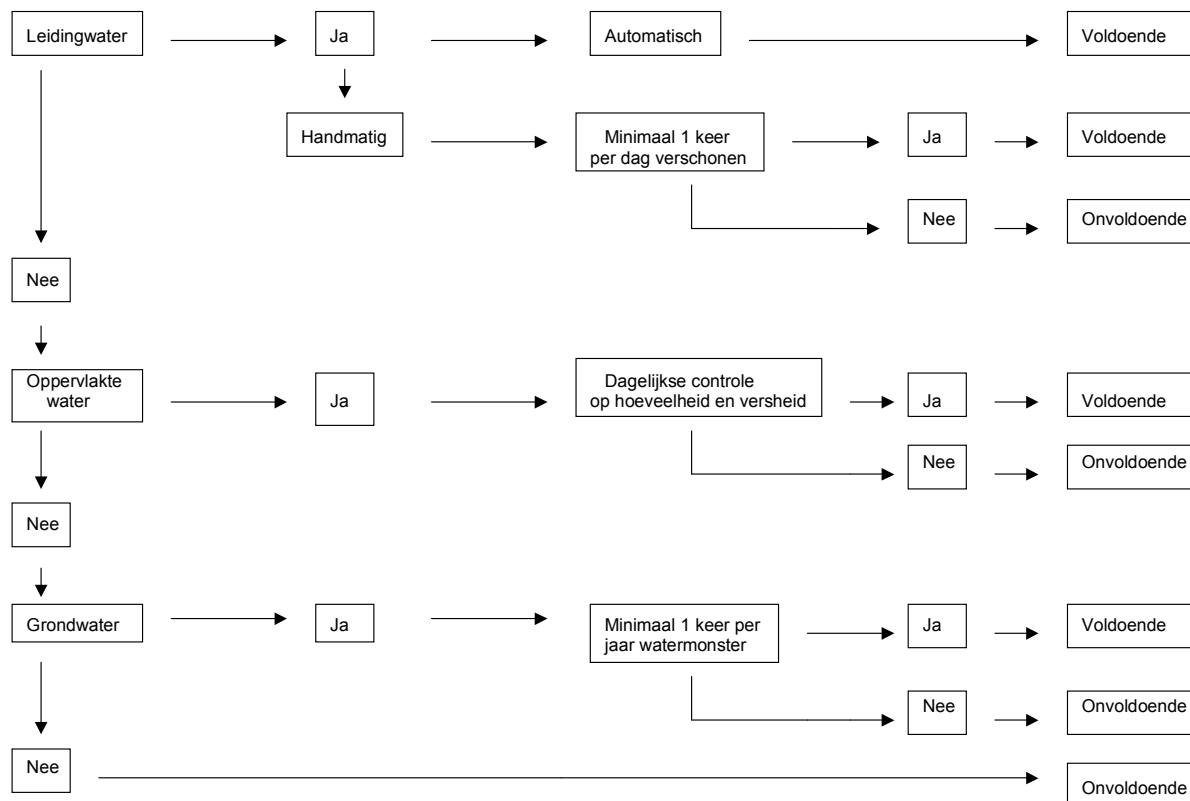 Leidingwater
Ja
Automatisch
Voldoende
Handmatig
Minimaal 1 keer
per dag verschonen
Ja
Voldoende
Nee
Onvoldoende
Nee
Oppervlakte
water
Ja
Dagelijkse controle
op hoeveelheid en versheid
Ja
Voldoende
Nee
Onvoldoende
Nee
Grondwater
Ja
Minimaal 1 keer per
jaar watermonster
Ja
Voldoende
Nee
Onvoldoende
Nee
Onvoldoende